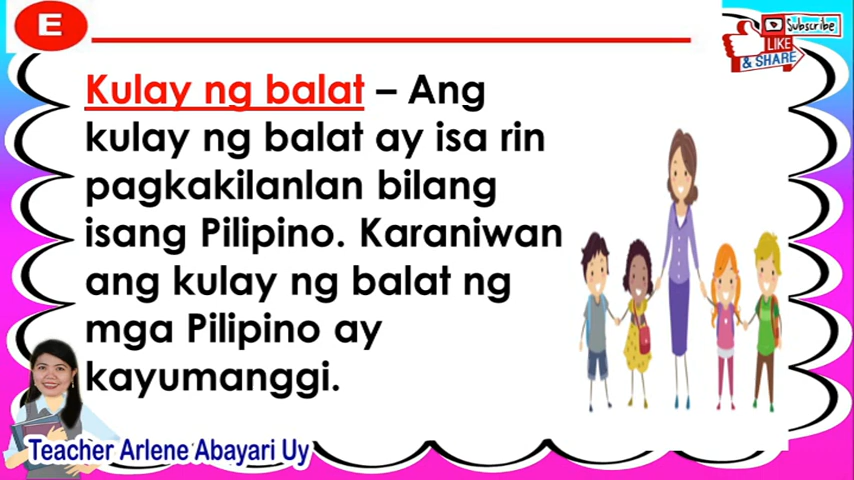 E
Subscribe
LIKE
& SHARE
Kulay ng balat – Ang
kulay ng balat ay isa rin
pagkakilanlan bilang
isang Pilipino. Karaniwan
ang kulay ng balat ng
mga Pilipino ay
kayumanggi.
Teacher Arlene Abayari Uy